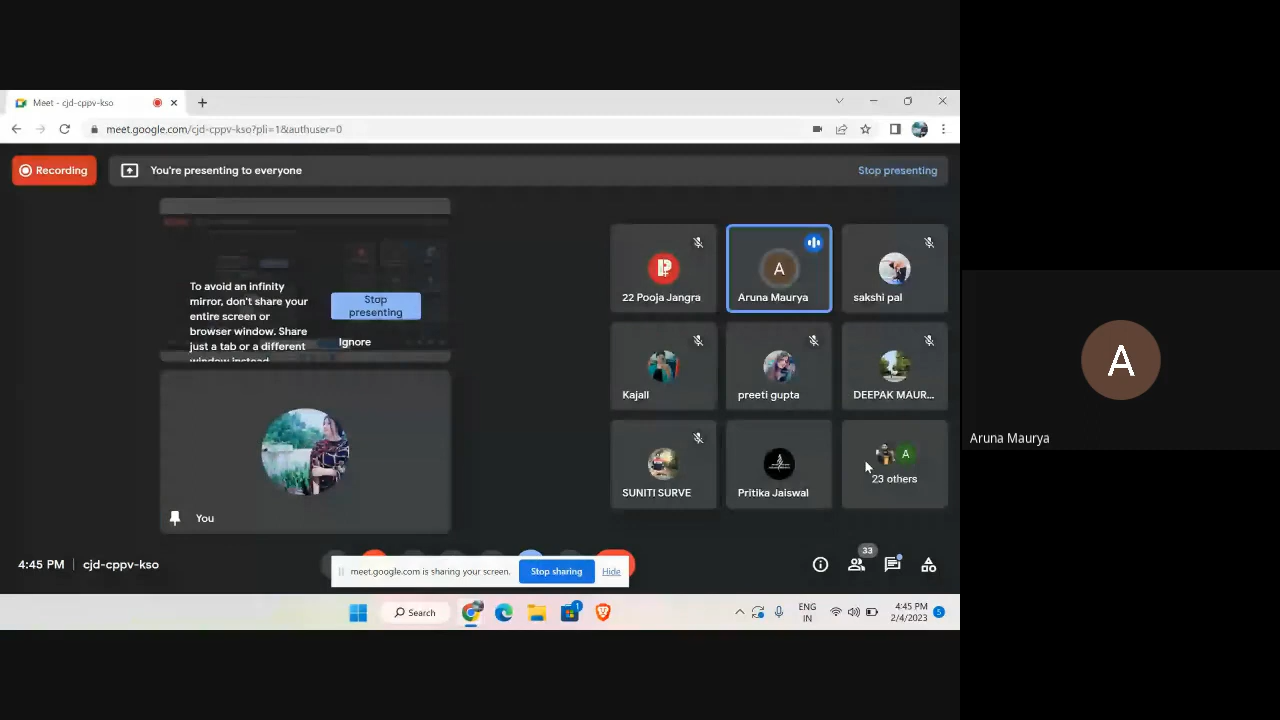 Meet - cjd-cppv-kso
meet.google.com/cjd-cppv-kso?pli=1&authuser=0
Recording
You're presenting to everyone
Stop presenting
To avoid an infinity
mirror, don't share your
entire screen or
browser window. Share
just a tab or a different
window instead.
Stop
presenting
Ignore
You
22 Pooja Jangra
A
Aruna Maurya
sakshi pal
Kajall
preeti gupta
DEEPAK MAUR...
SUNITI SURVE
Pritika Jaiswal
A
23 others
A
Aruna Maurya
4:45 PM | cjd-cppv-kso
meet.google.com is sharing your screen.
Stop sharing
Hide
33
Search
1
ENG
IN
4:45 PM
2/4/2023
5